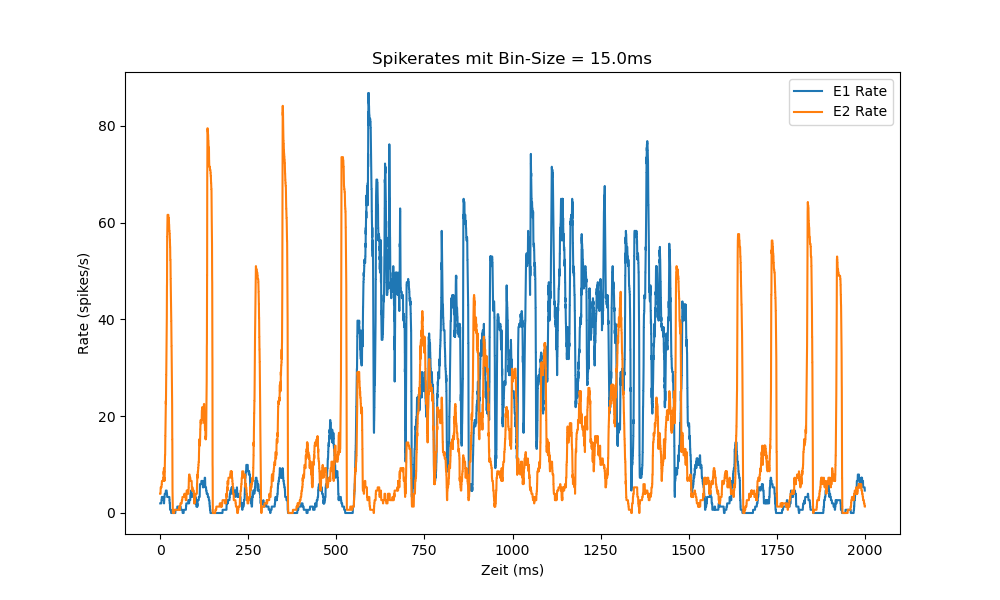 Spikerates mit Bin-Size = 15.0ms
E1 Rate
E2 Rate
Rate (spikes/s)
80
60
40
20
0
0 250 500 750 1000 1250 1500 1750 2000
Zeit (ms)